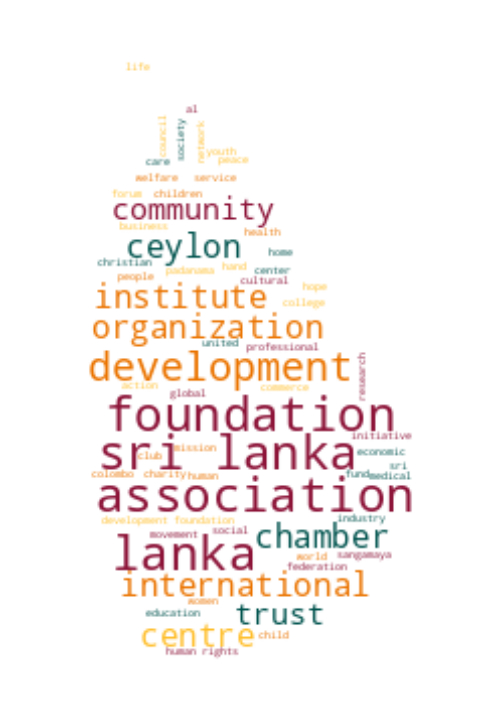 life
al
council
society
network
youth
care
peace
welfare service
forum children
community
business
health
ceylon
home
christian
padanama hand center
people
cultural
institute
hope
college
organization
united professional
development
research
action
commerce
global
foundation
initiative
sri lanka
mission
club
economic
sri
colombo charity human
fund medical
association
development foundation
industry
movement social
chamber
lanka
world sangamaya
federation
international
women
education
trust
centre
child
human rights